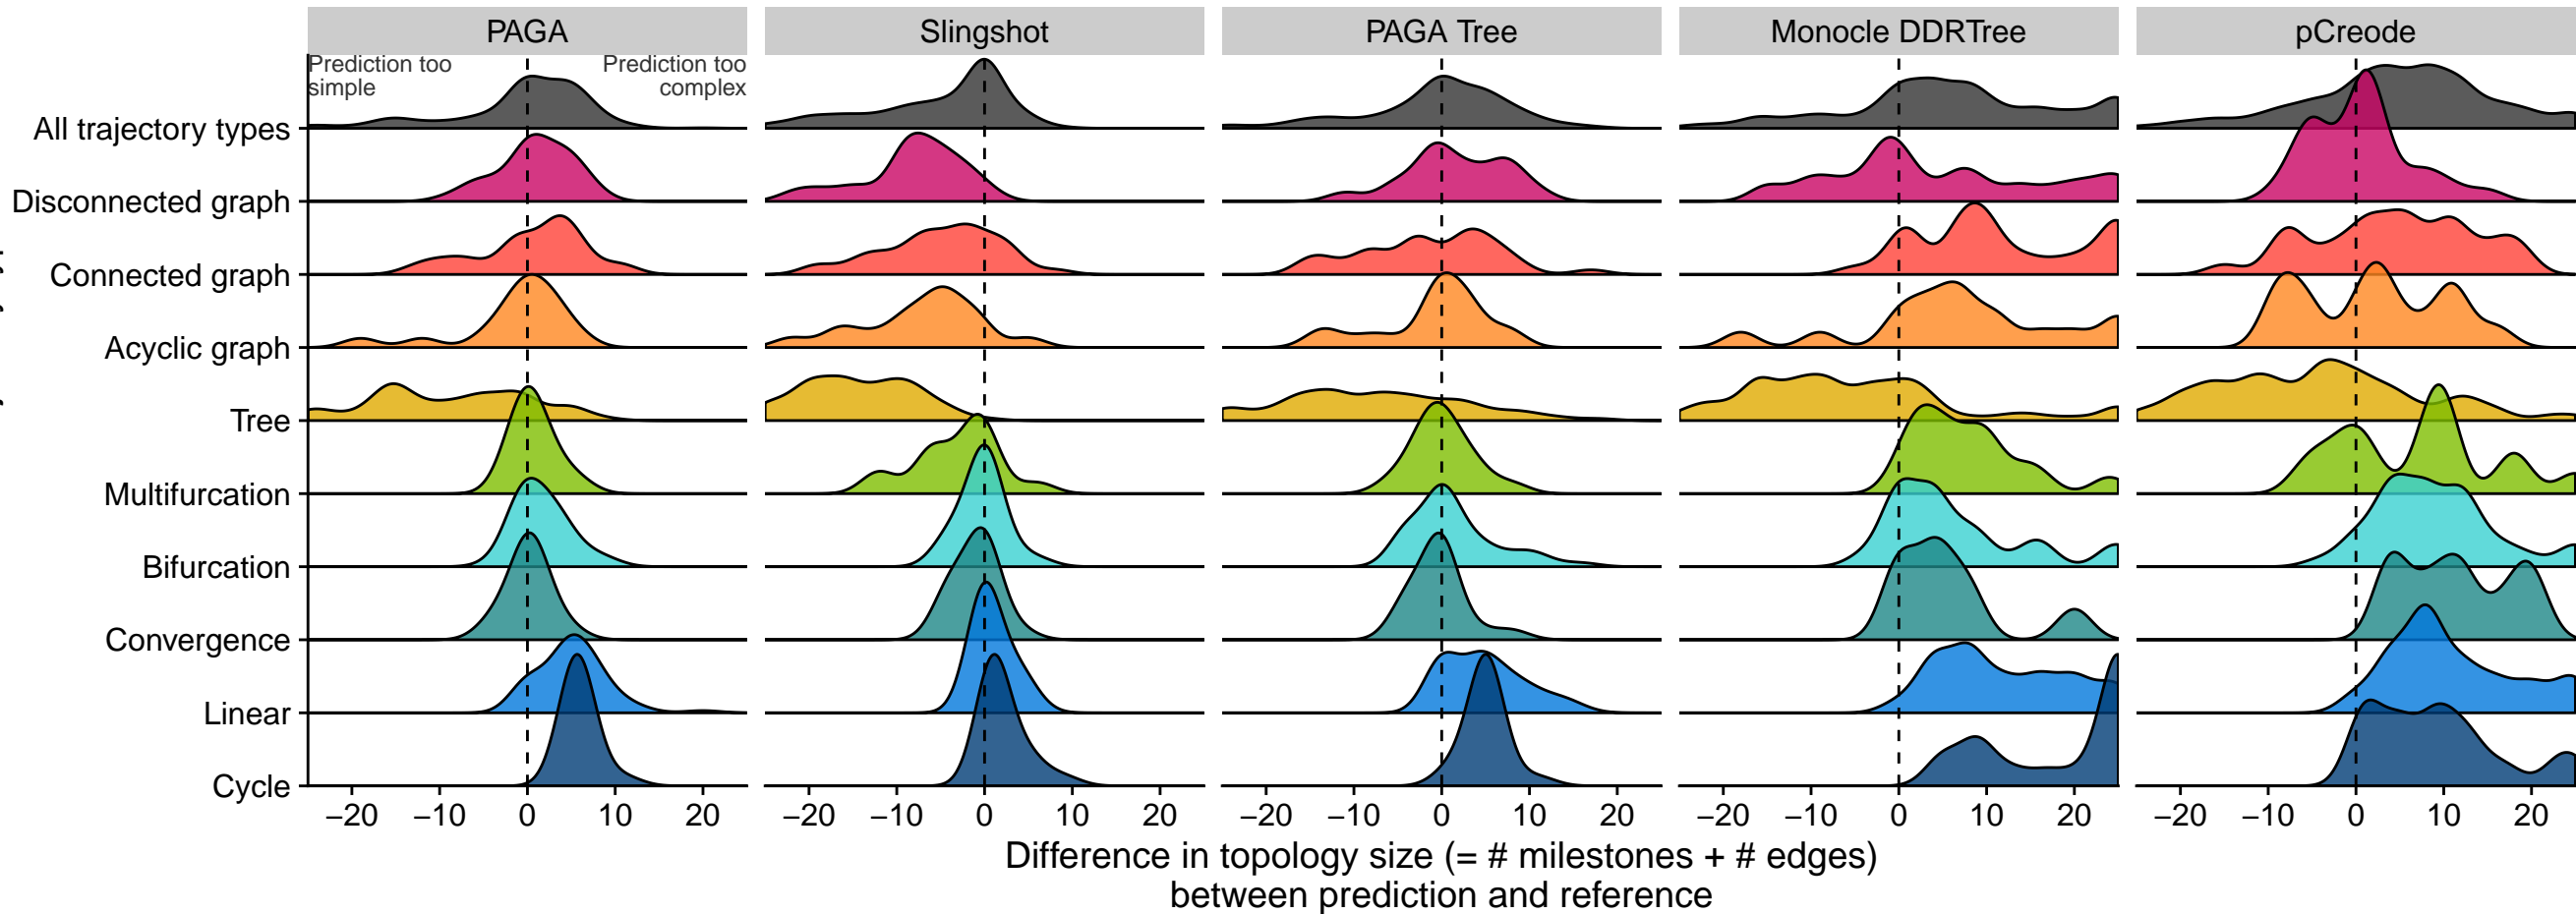 PAGA
Slingshot
PAGA Tree
Monocle DDRTree
pCreode
Prediction too
simple
Prediction too
complex
All trajectory types
Disconnected graph
Connected graph
Acyclic graph
Tree
Multifurcation
Bifurcation
Convergence
Linear
Cycle
−20 −10 0 10 20
−20 −10 0 10 20
−20 −10 0 10 20
−20 −10 0 10 20
−20 −10 0 10 20
Difference in topology size (= # milestones + # edges)
between prediction and reference